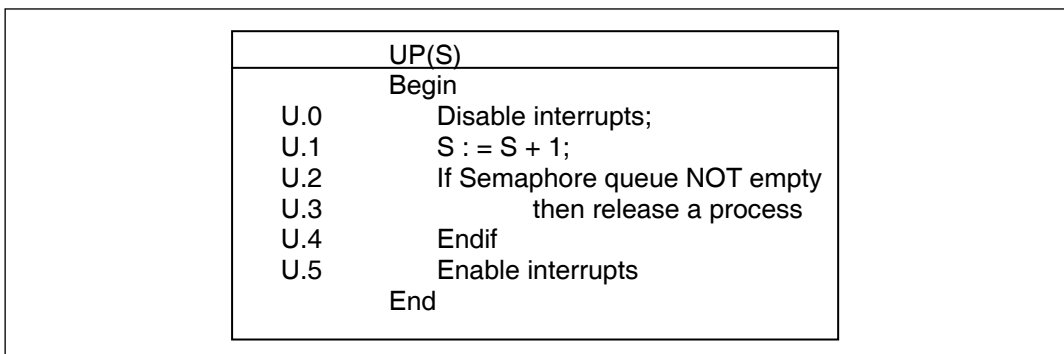 UP(S)
Begin
U.0 Disable interrupts;
U.1 S : = S + 1;
U.2 If Semaphore queue NOT empty
U.3 then release a process
U.4 Endif
U.5 Enable interrupts
End